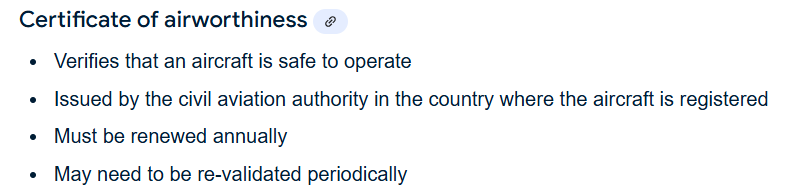 Certificate of airworthiness
• Verifies that an aircraft is safe to operate
• Issued by the civil aviation authority in the country where the aircraft is registered
• Must be renewed annually
• May need to be re-validated periodically